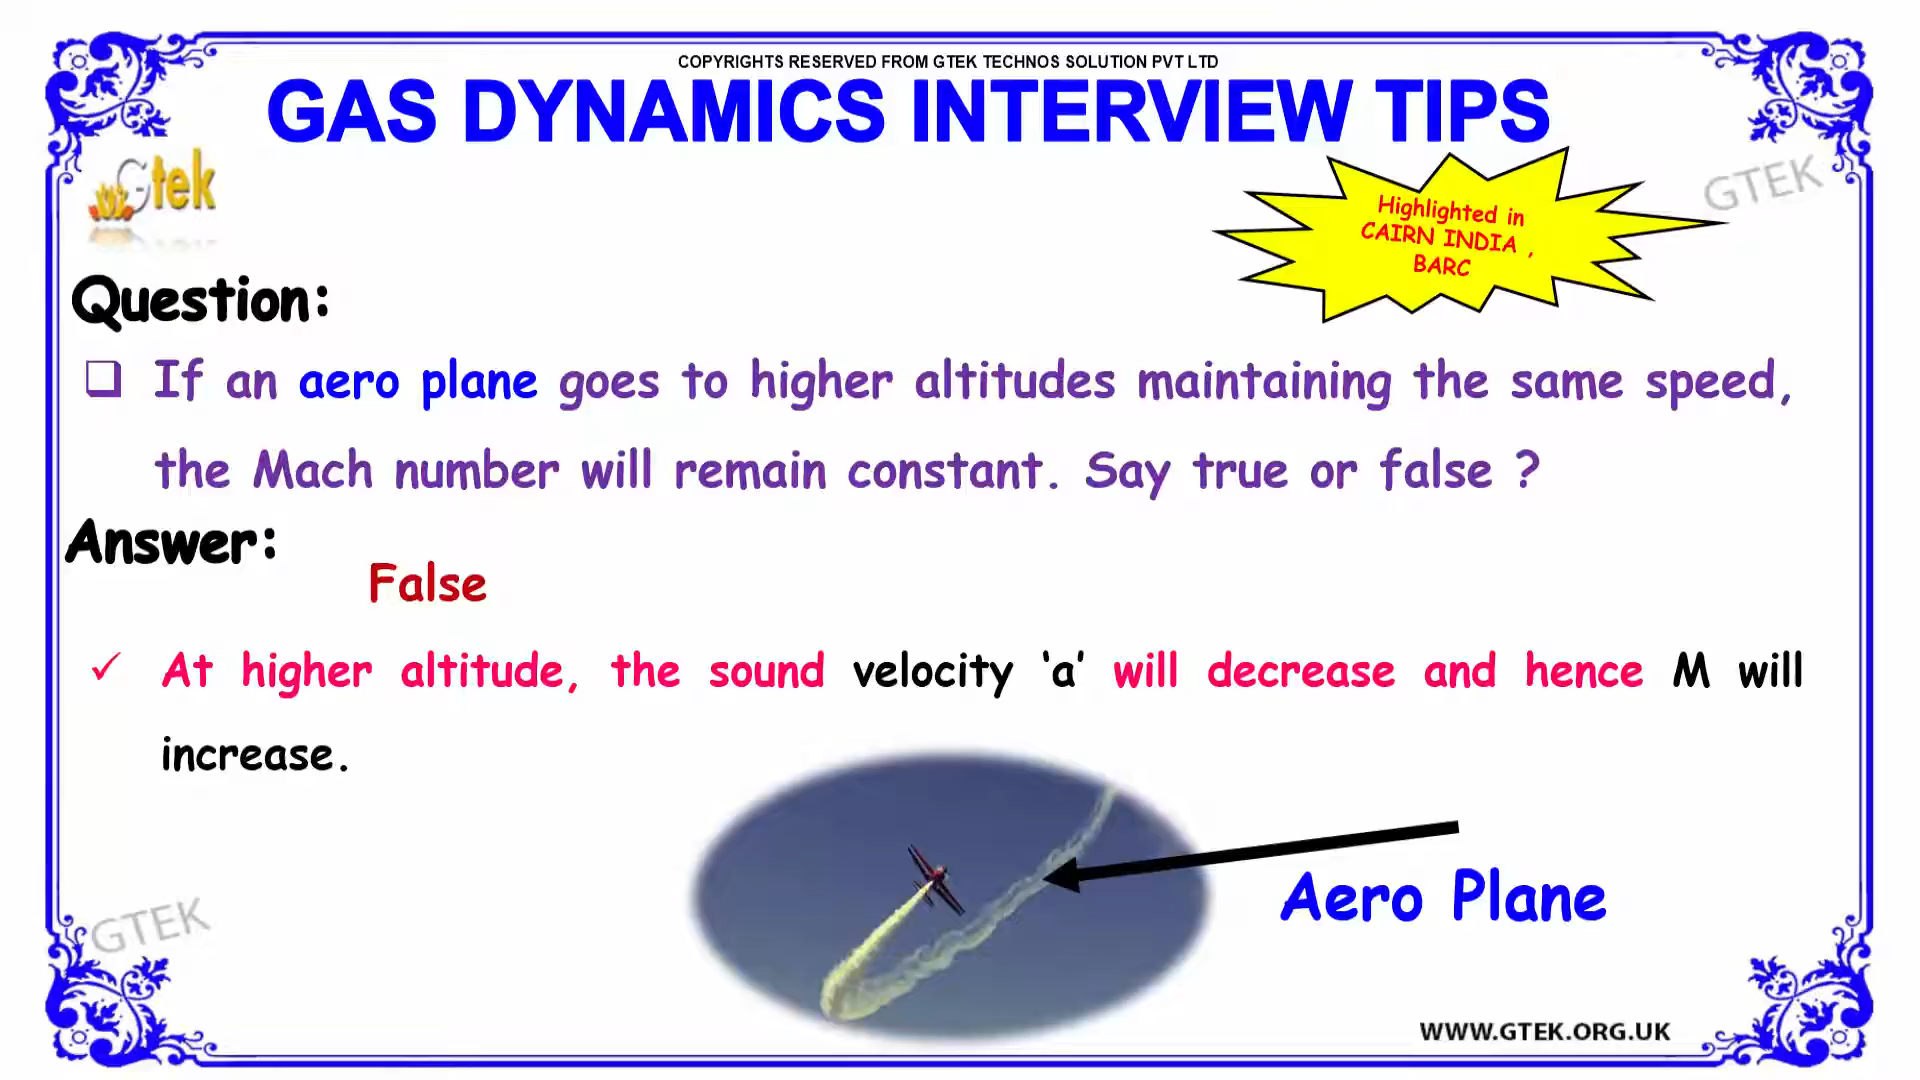 COPYRIGHTS RESERVED FROM GTEK TECHNOS SOLUTION PVT LTD
GAS DYNAMICS INTERVIEW TIPS
Gtek
GTEK
Highlighted in
CAIRN INDIA ,
BARC
Question:
If an aero plane goes to higher altitudes maintaining the same speed,
the Mach number will remain constant. Say true or false ?
Answer:
False
At higher altitude, the sound velocity ‘a’ will decrease and hence M will
increase.
Aero Plane
GTEK
WWW.GTEK.ORG.UK